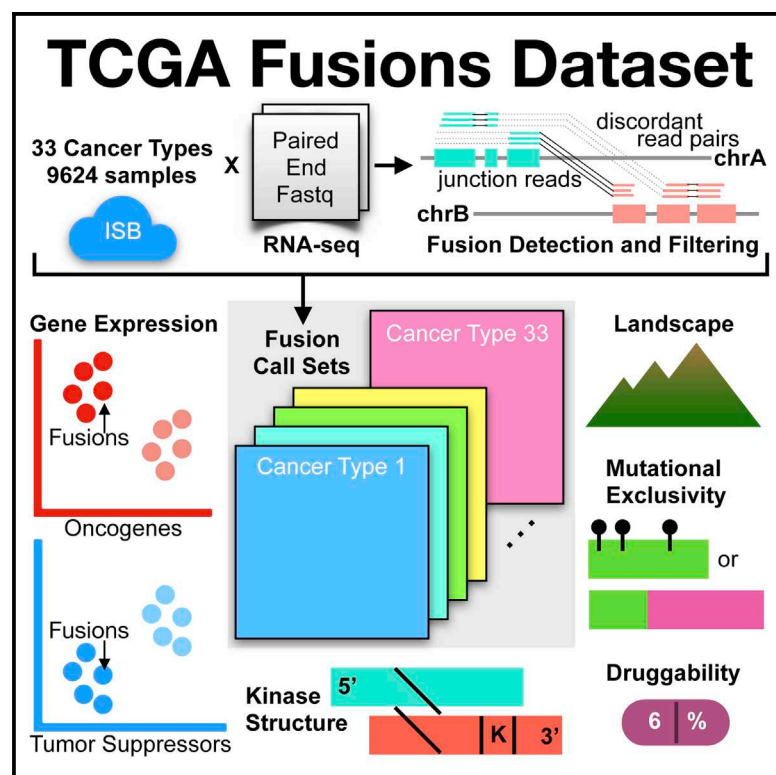 TCGA Fusions Dataset
33 Cancer Types
9624 samples
ISB
X
Paired
End
Fastq
RNA-seq
discordant
read pairs
chrA
junction reads
chrB
Fusion Detection and Filtering
Gene Expression
Fusions
Oncogenes
Fusions
Tumor Suppressors
Fusion
Call Sets
Cancer Type 33
Cancer Type 1
Kinase
Structure
5’
K
3’
Landscape
Mutational
Exclusivity
or
Druggability
6 %